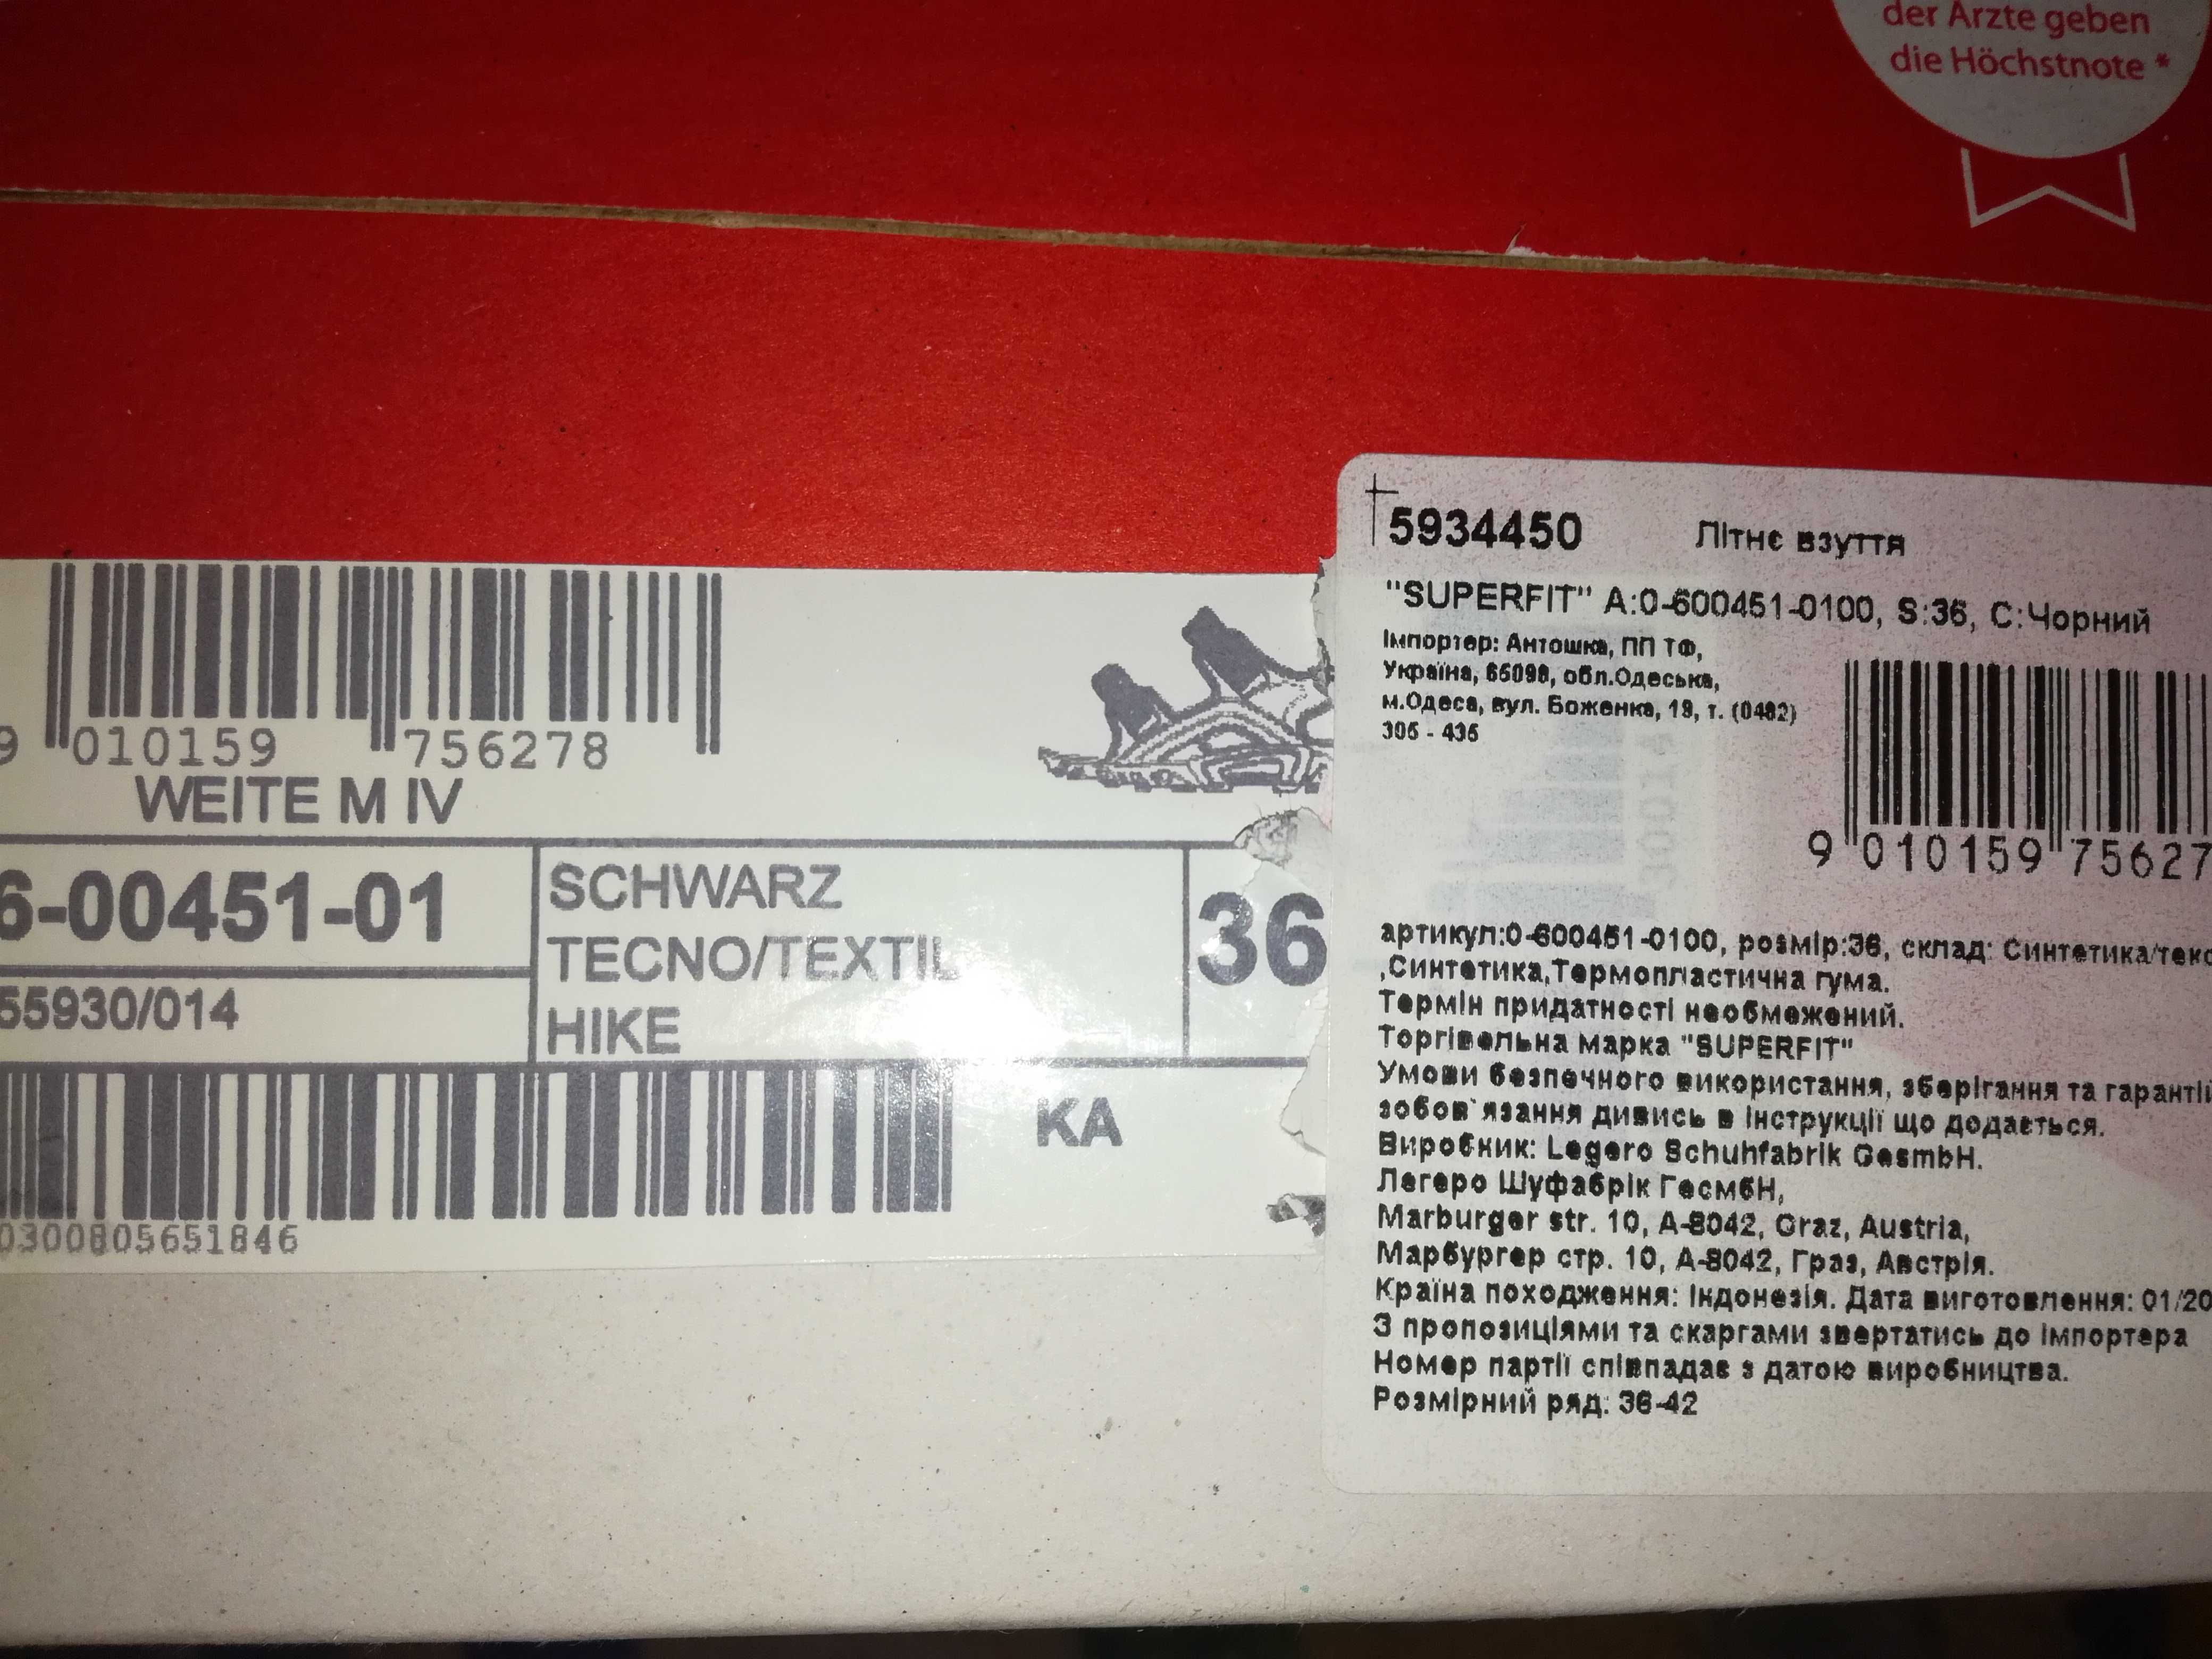 der Ärzte geben
die Höchstnote *
9 010159 756278
WEITE M IV
6-00451-01
55930/014
SCHWARZ
TECNO/TEXTIL
HIKE
36
KA
0300805651846
5934450 Літнє взуття
"SUPERFIT" А:0-600451-0100, S:36, С:Чорний
Імпортер: Антошка, ПП ТФ,
Україна, 65098, обл.Одеська,
м.Одеса, вул. Боженка, 19, т. (0482)
305 - 435
9 010159 75627
артикул:0-600451-0100, розмір:36, склад: Синтетика/текс
,Синтетика,Термопластична гума.
Термін придатності необмежений.
Торгівельна марка "SUPERFIT"
Умови безпечного використання, зберігання та гарантії
зобов`язання дивись в інструкції що додається.
Виробник: Legero Schuhfabrik GesmbH.
Легеро Шуфабрік ГесмбН,
Marburger str. 10, A-8042, Graz, Austria,
Марбургер стр. 10, А-8042, Грац, Австрія.
Країна походження: Індонезія. Дата виготовлення: 01/20
З пропозиціями та скаргами звертатись до імпортера
Номер партії співпадає з датою виробництва.
Розмірний ряд: 36-42